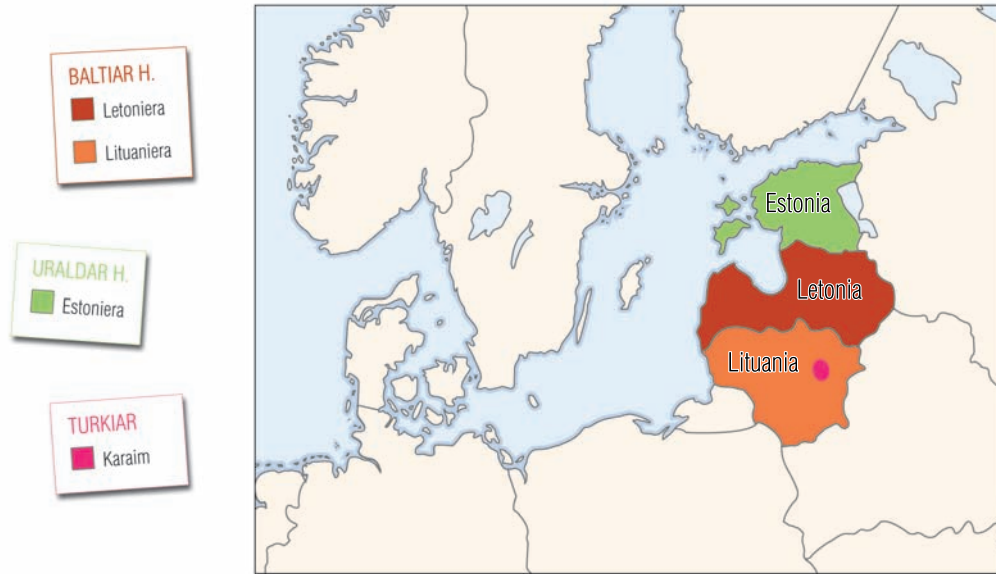 BALTIAR H.
Letoniera
Lituaniera
URALDAR H.
Estoniera
TURKIAR
Karaim
Estonia
Letonia
Lituania